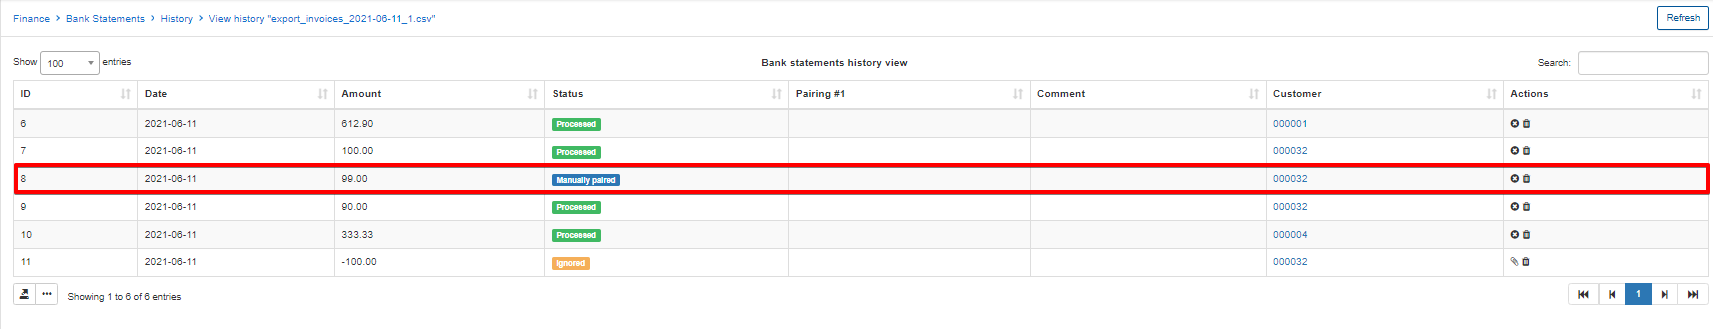 Finance > Bank Statements > History > View history "export_invoices_2021-06-11_1.csv" Refresh
Show 100 entries Bank statements history view Search:
ID Date Amount Status Pairing #1 Comment Customer Actions
6 2021-06-11 612.90 Processed 000001
7 2021-06-11 100.00 Processed 000032
8 2021-06-11 99.00 Manually paired 000032
9 2021-06-11 90.00 Processed 000032
10 2021-06-11 333.33 Processed 000004
11 2021-06-11 -100.00 Ignored 000032
Showing 1 to 6 of 6 entries 1